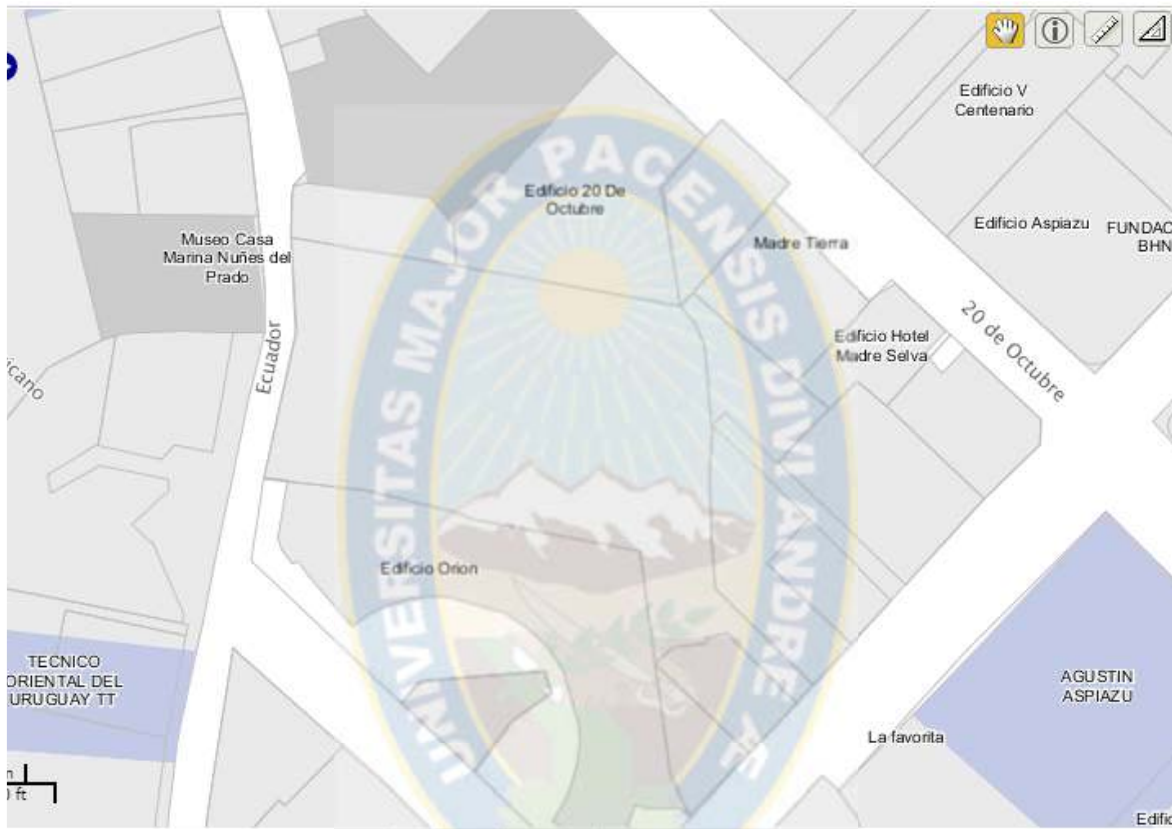 Edificio V
Centenario
Edificio 20 De
Octubre
Edificio Aspiazu
FUNDAC
BHN
Museo Casa
Marina Nuñes del
Prado
Madre Tierra
20 de Octubre
Edificio Hotel
Madre Selva
Ecuador
icano
Edificio Orion
TECNICO
ORIENTAL DEL
URUGUAY TT
AGUSTIN
ASPIAZU
La favorita
ft
Edific
UNIVERSITAS MAJOR PACENSIS DIVI ANDRE Æ